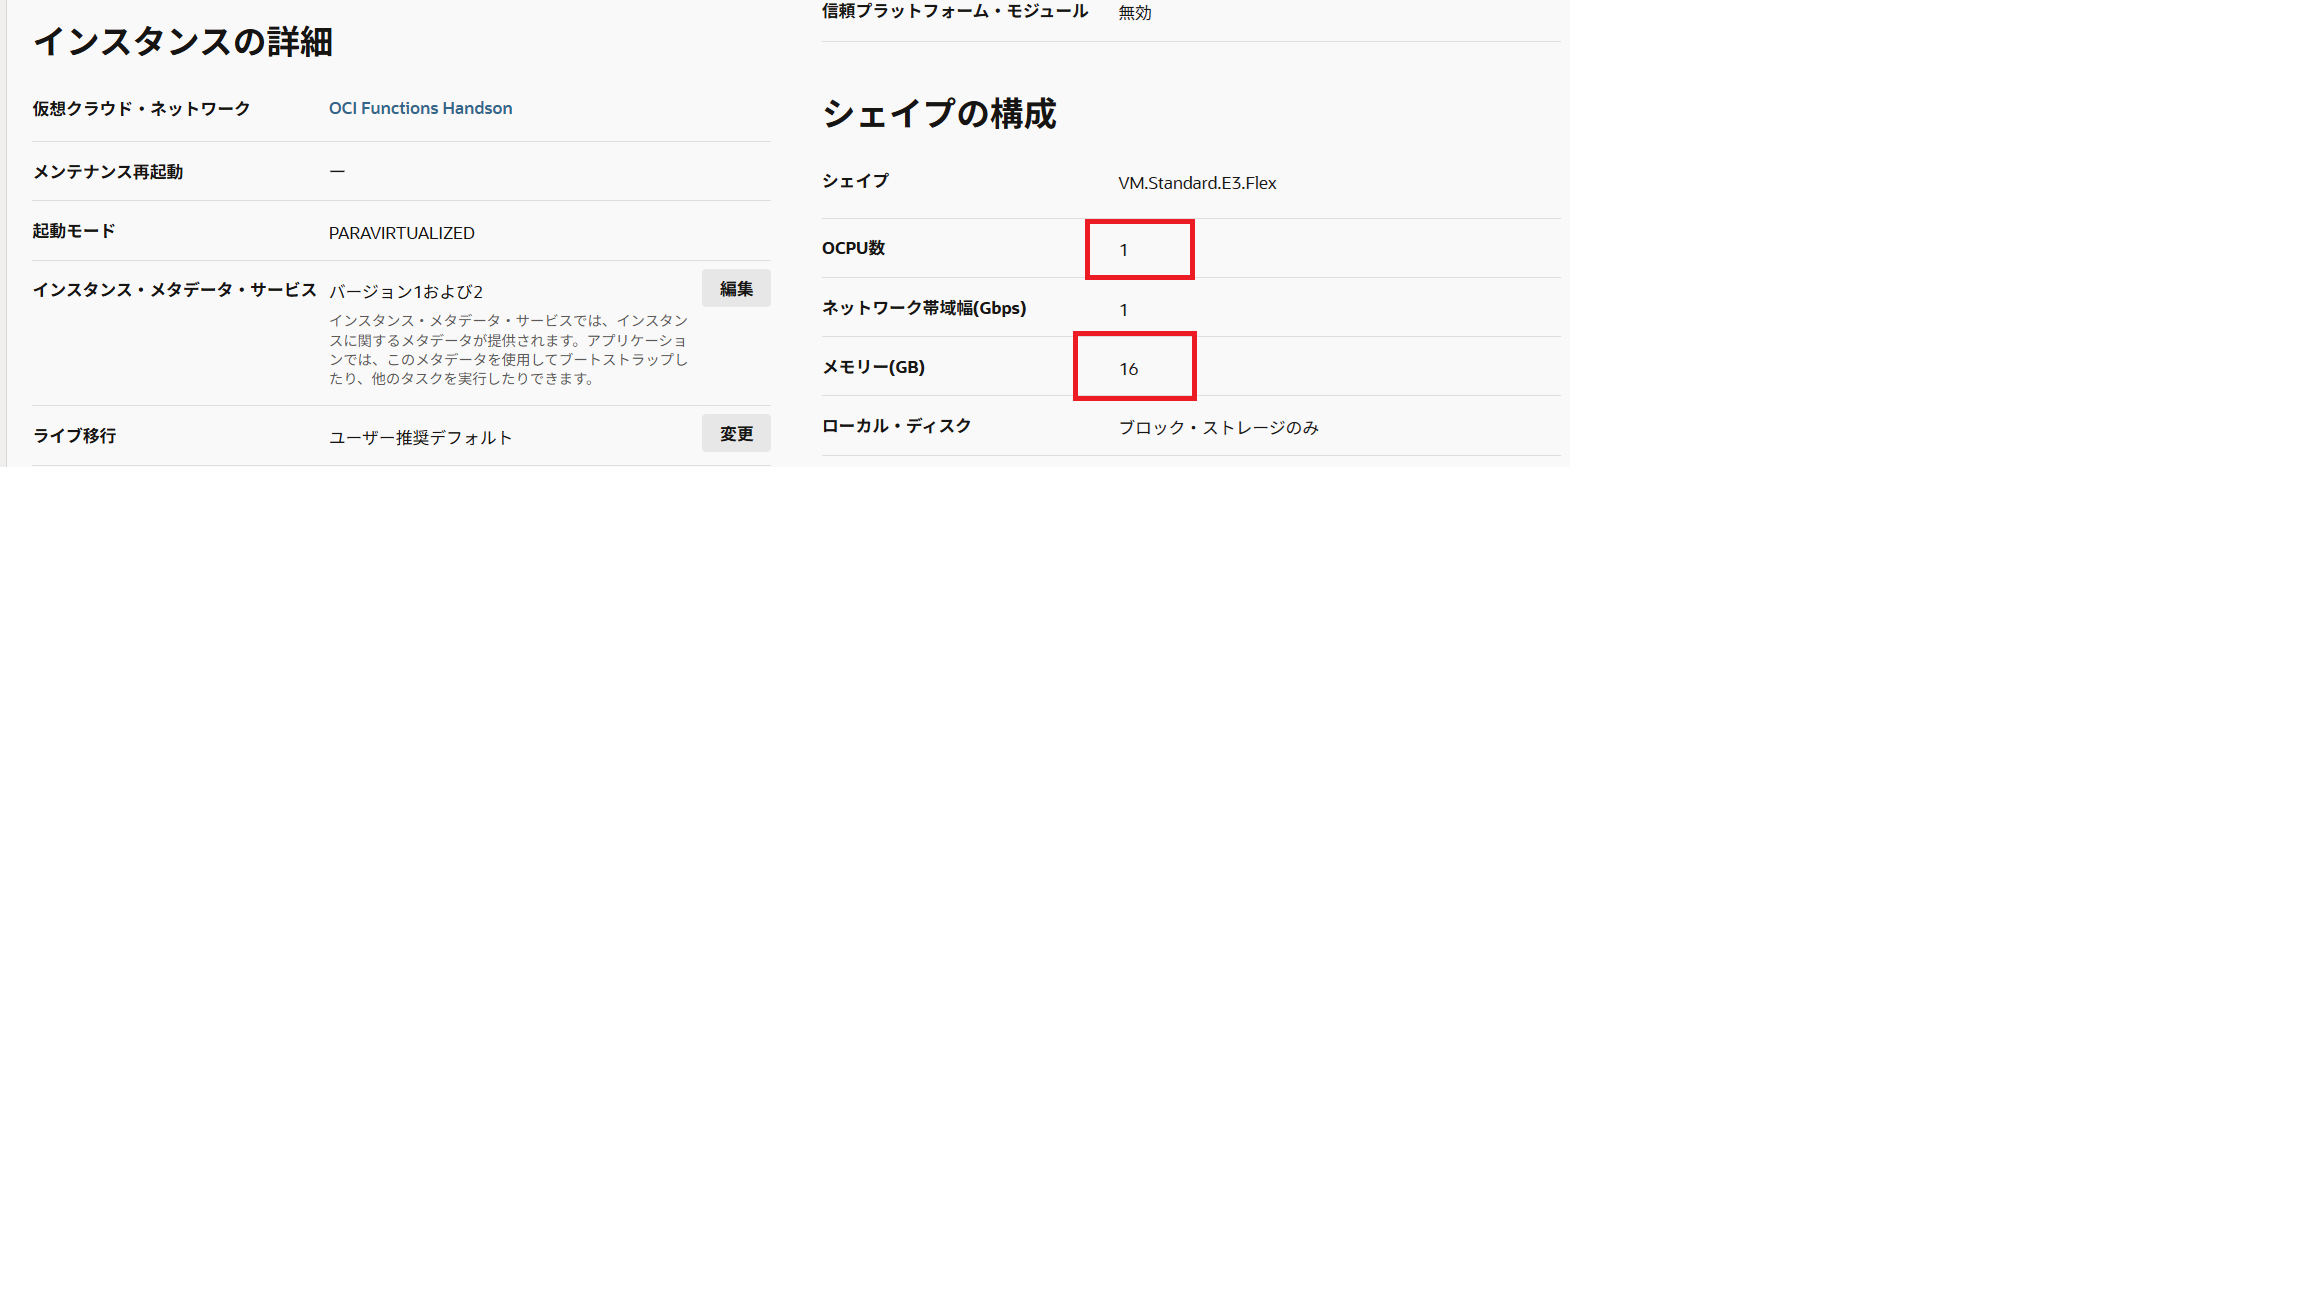 インスタンスの詳細
仮想クラウド・ネットワーク OCI Functions Handson
メンテナンス再起動 —
起動モード PARAVIRTUALIZED
インスタンス・メタデータ・サービス バージョン1および2 編集
インスタンス・メタデータ・サービスでは、インスタン
スに関するメタデータが提供されます。アプリケーショ
ンでは、このメタデータを使用してブートストラップし
たり、他のタスクを実行したりできます。
ライブ移行 ユーザー推奨デフォルト 変更
信頼プラットフォーム・モジュール 無効
シェイプの構成
シェイプ VM.Standard.E3.Flex
OCPU数 1
ネットワーク帯域幅(Gbps) 1
メモリー(GB) 16
ローカル・ディスク ブロック・ストレージのみ